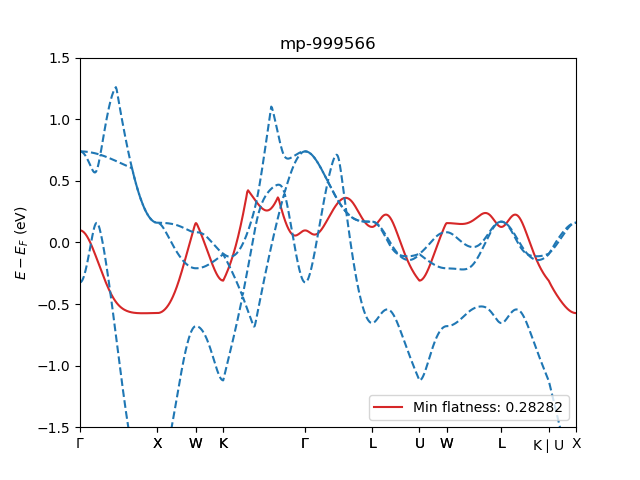 mp-999566
E − E_F (eV)
1.5
1.0
0.5
0.0
−0.5
−1.0
−1.5
Min flatness: 0.28282
Γ X W K Γ L U W L K | U X